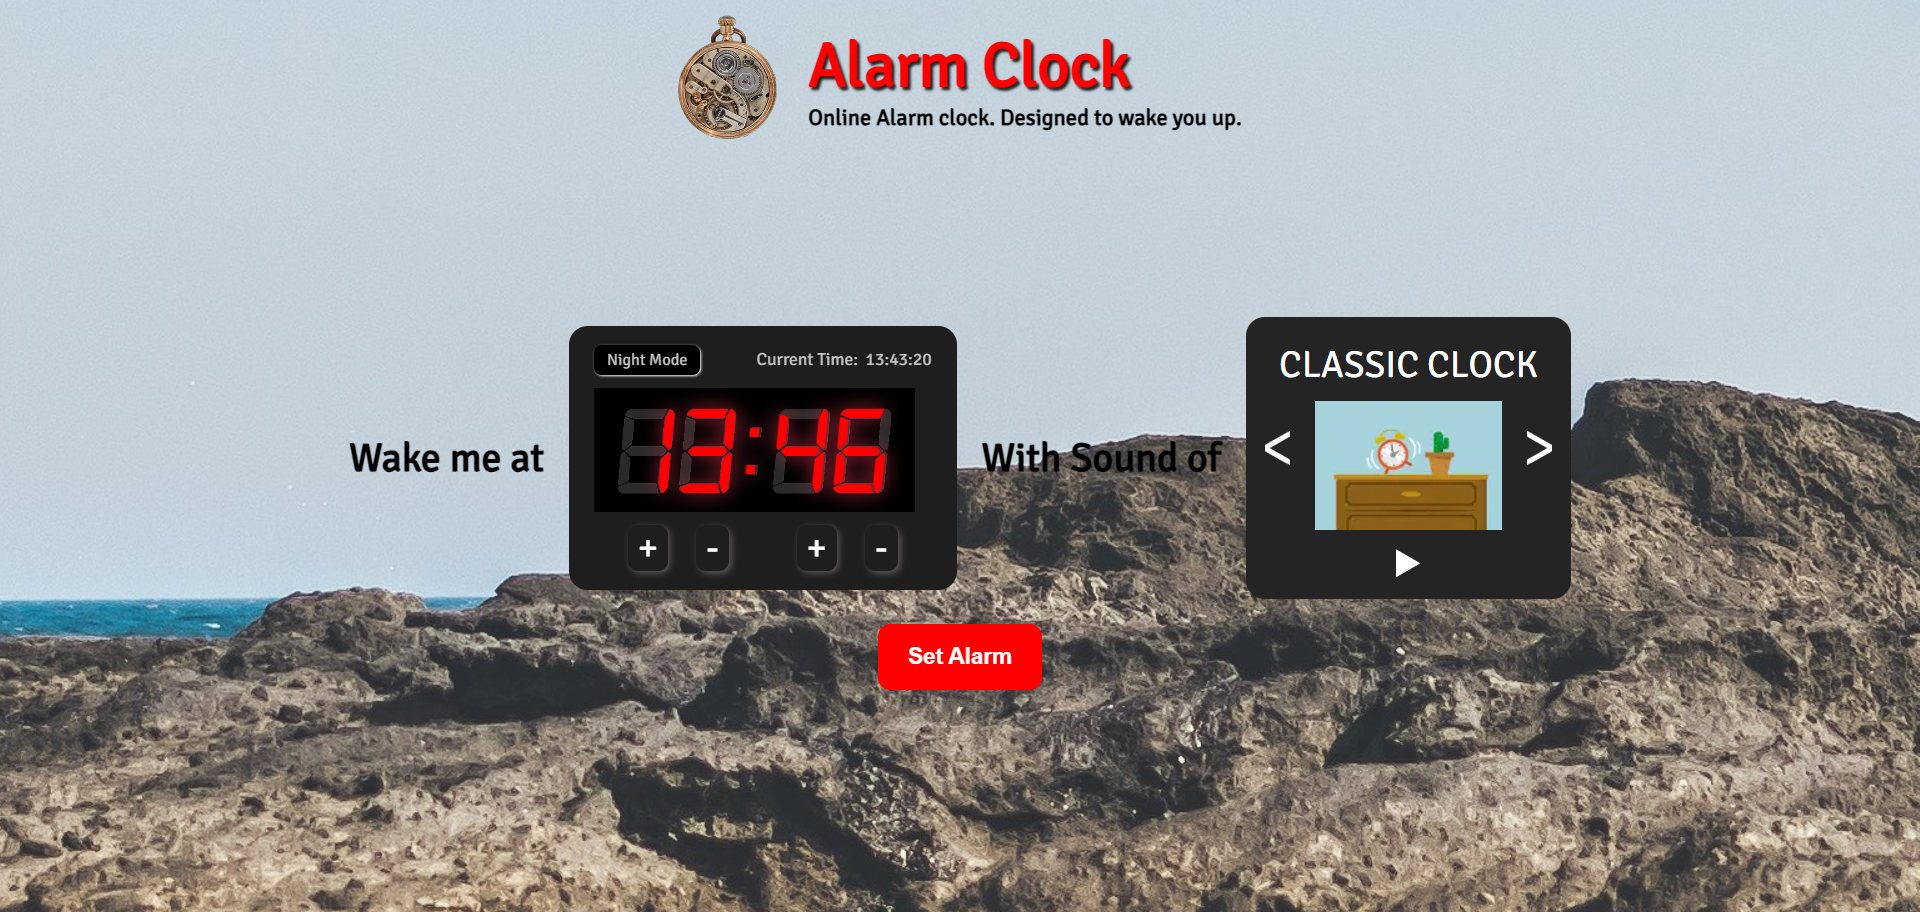 Alarm Clock
Online Alarm clock. Designed to wake you up.
Night Mode
Current Time: 13:43:20
Wake me at
13:46
+ - + -
With Sound of
CLASSIC CLOCK
< >
Set Alarm